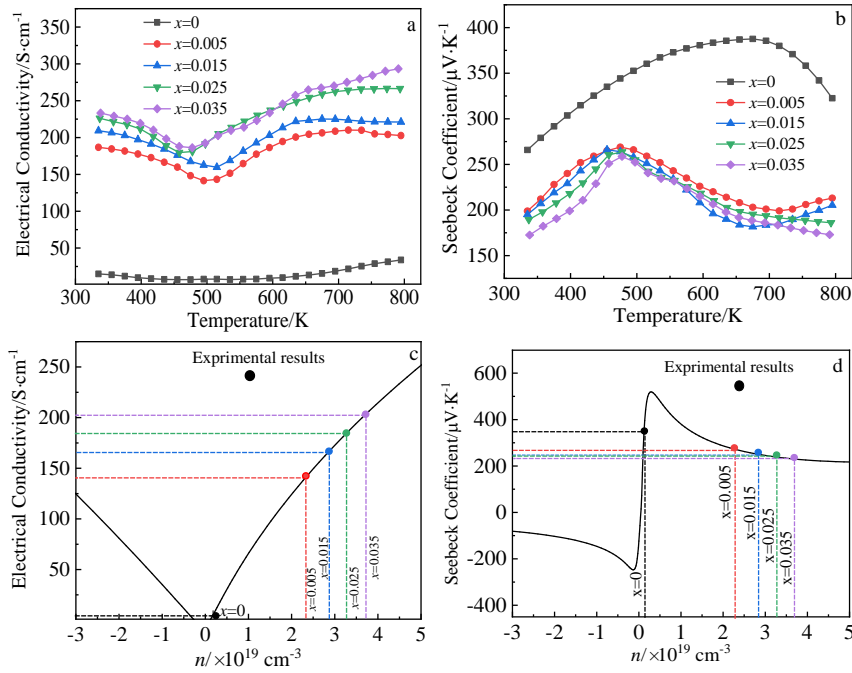 a
Electrical Conductivity/S·cm⁻¹
300
275
250
225
200
175
150
125
100
75
50
25
x=0
x=0.005
x=0.015
x=0.025
x=0.035
300 400 500 600 700 800
Temperature/K
b
Seebeck Coefficient/μV·K⁻¹
400
350
300
250
200
150
x=0
x=0.005
x=0.015
x=0.025
x=0.035
300 400 500 600 700 800
Temperature/K
c
Exprimental results
Electrical Conductivity/S·cm⁻¹
250
200
150
100
50
x=0
x=0.005
x=0.015
x=0.025
x=0.035
-3 -2 -1 0 1 2 3 4 5
n/×10¹⁹ cm⁻³
d
Exprimental results
Seebeck Coefficient/μV·K⁻¹
600
400
200
0
-200
-400
x=0
x=0.005
x=0.015
x=0.025
x=0.035
-3 -2 -1 0 1 2 3 4 5
n/×10¹⁹ cm⁻³